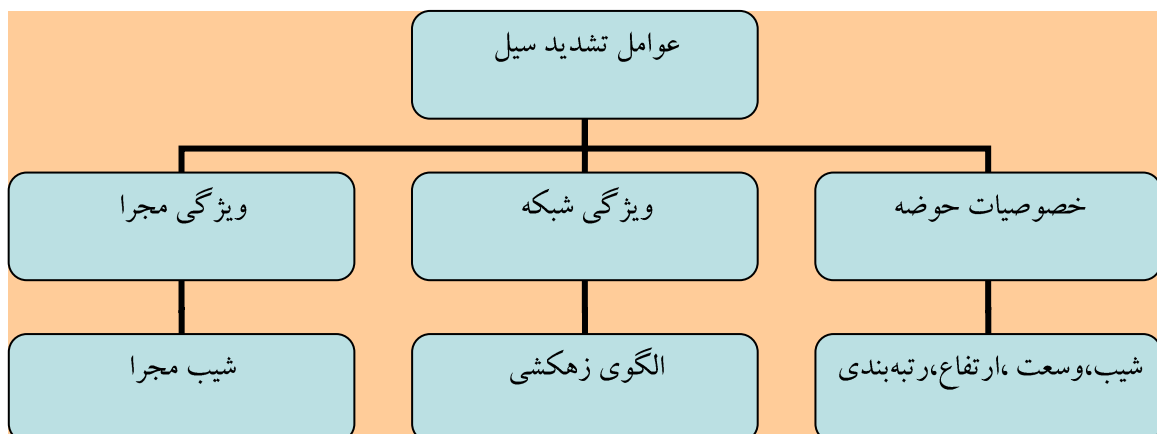 عوامل تشدید سیل
خصوصیات حوضه
ویژگی شبکه
ویژگی مجرا
شیب،وسعت ،ارتفاع،رتبه‌بندی
الگوی زهکشی
شیب مجرا